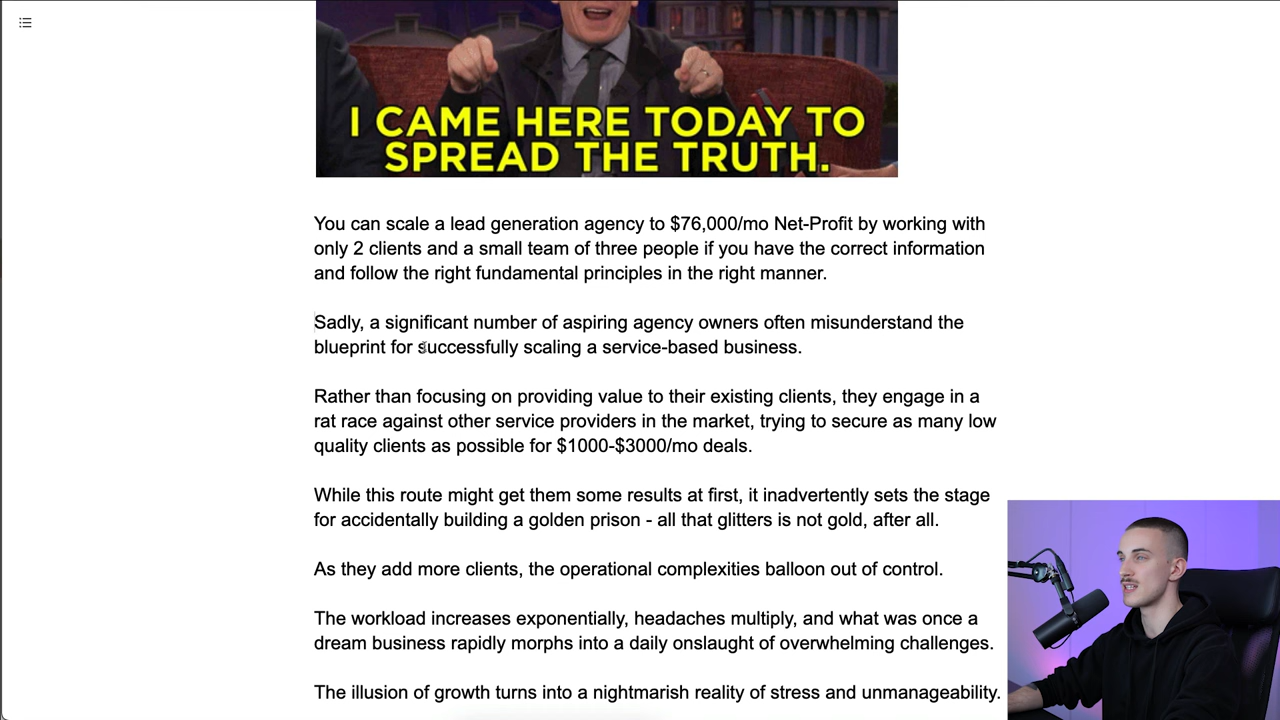 I CAME HERE TODAY TO
SPREAD THE TRUTH.
You can scale a lead generation agency to $76,000/mo Net-Profit by working with
only 2 clients and a small team of three people if you have the correct information
and follow the right fundamental principles in the right manner.
Sadly, a significant number of aspiring agency owners often misunderstand the
blueprint for successfully scaling a service-based business.
Rather than focusing on providing value to their existing clients, they engage in a
rat race against other service providers in the market, trying to secure as many low
quality clients as possible for $1000-$3000/mo deals.
While this route might get them some results at first, it inadvertently sets the stage
for accidentally building a golden prison - all that glitters is not gold, after all.
As they add more clients, the operational complexities balloon out of control.
The workload increases exponentially, headaches multiply, and what was once a
dream business rapidly morphs into a daily onslaught of overwhelming challenges.
The illusion of growth turns into a nightmarish reality of stress and unmanageability.